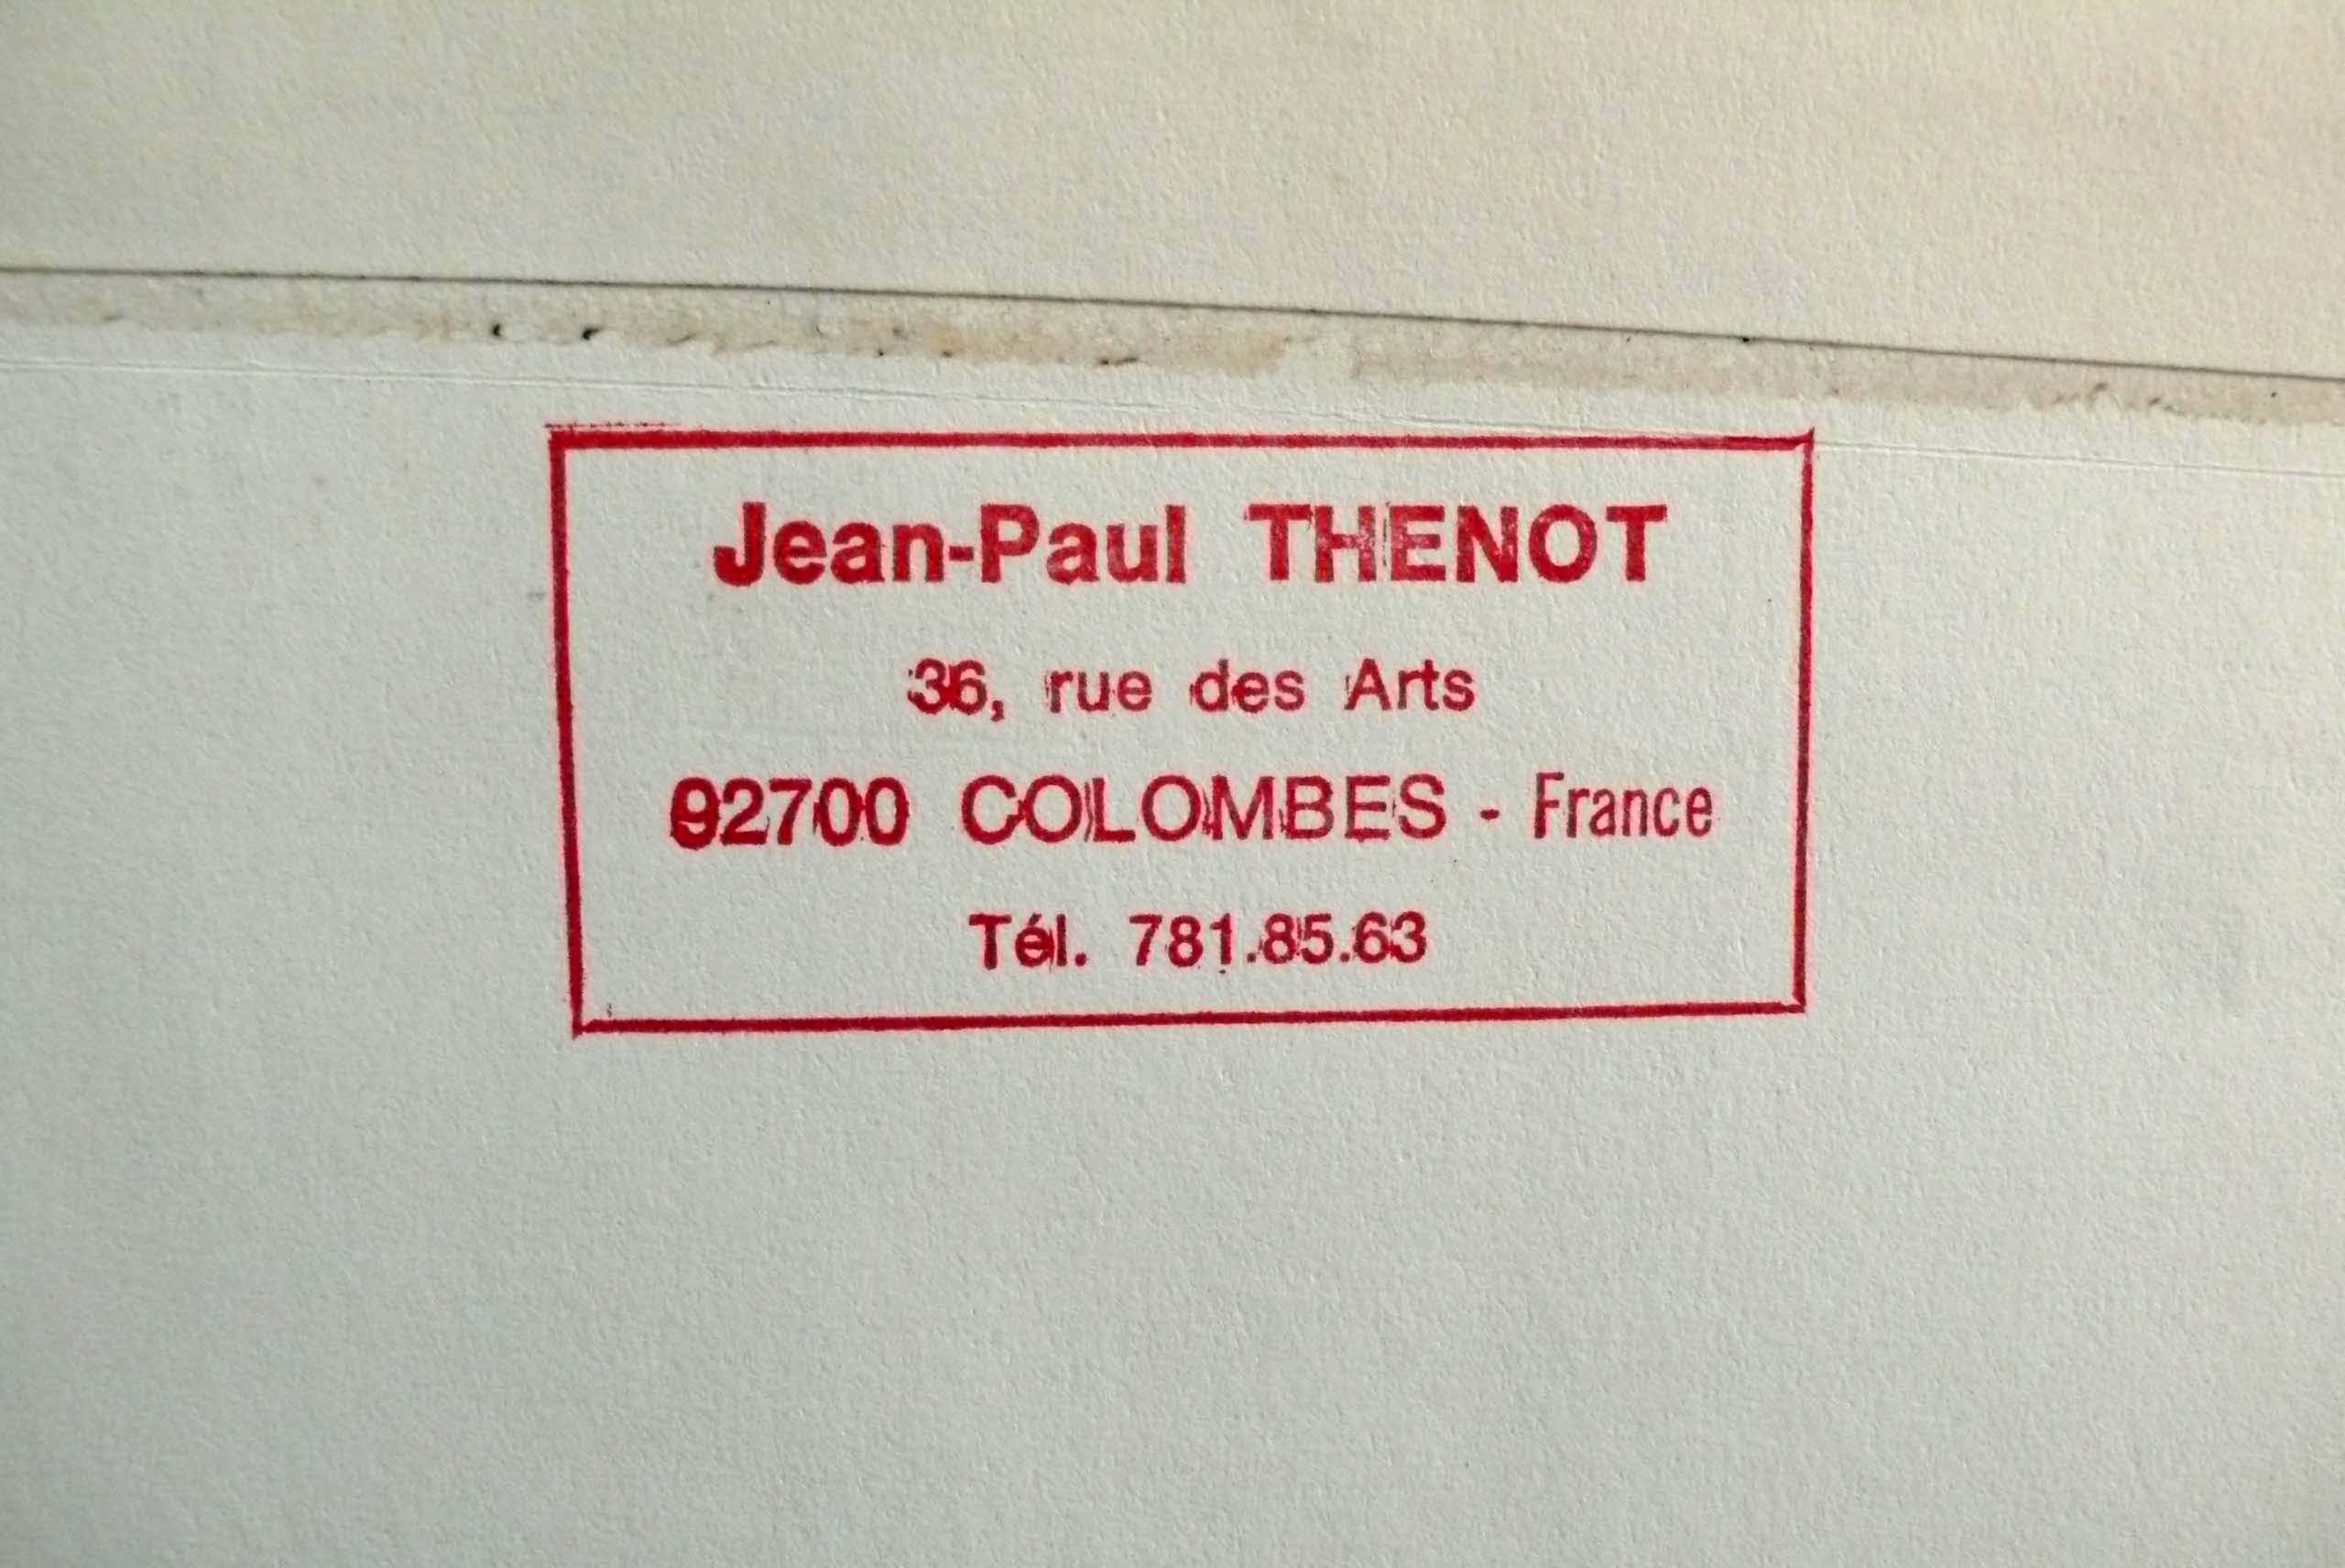 Jean-Paul THENOT
36, rue des Arts
92700 COLOMBES - France
Tél. 781.85.63